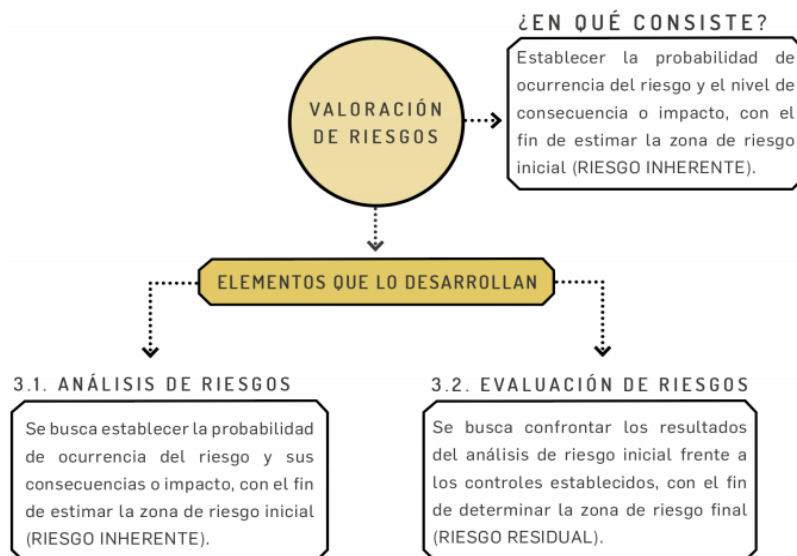 ¿EN QUÉ CONSISTE?
Establecer la probabilidad de
ocurrencia del riesgo y el nivel de
consecuencia o impacto, con el
fin de estimar la zona de riesgo
inicial (RIESGO INHERENTE).
VALORACIÓN
DE RIESGOS
ELEMENTOS QUE LO DESARROLLAN
3.1. ANÁLISIS DE RIESGOS
Se busca establecer la probabilidad
de ocurrencia del riesgo y sus
consecuencias o impacto, con el fin
de estimar la zona de riesgo inicial
(RIESGO INHERENTE).
3.2. EVALUACIÓN DE RIESGOS
Se busca confrontar los resultados
del análisis de riesgo inicial frente a
los controles establecidos, con el fin
de determinar la zona de riesgo final
(RIESGO RESIDUAL).